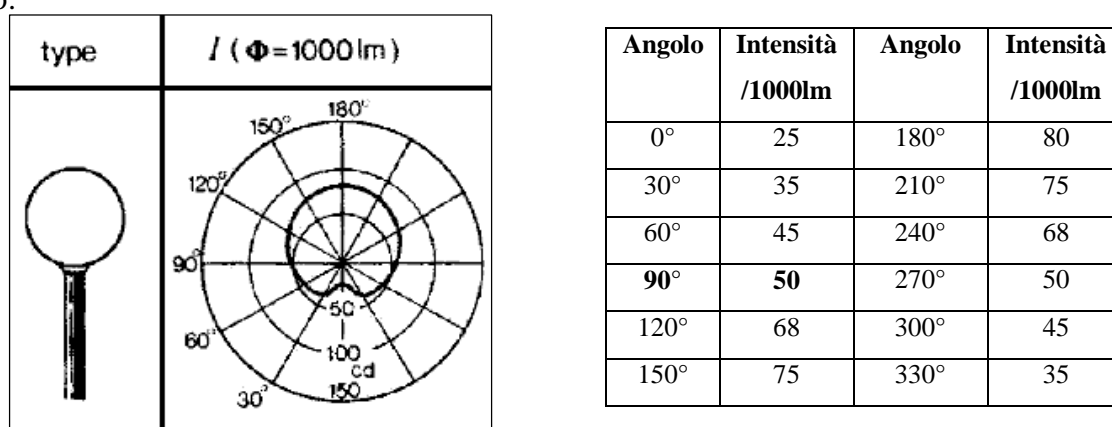 type I ( Φ=1000 lm )
180°
150°
120°
90°
60°
30°
50
100
cd
150
Angolo Intensità /1000lm Angolo Intensità /1000lm
0° 25 180° 80
30° 35 210° 75
60° 45 240° 68
90° 50 270° 50
120° 68 300° 45
150° 75 330° 35